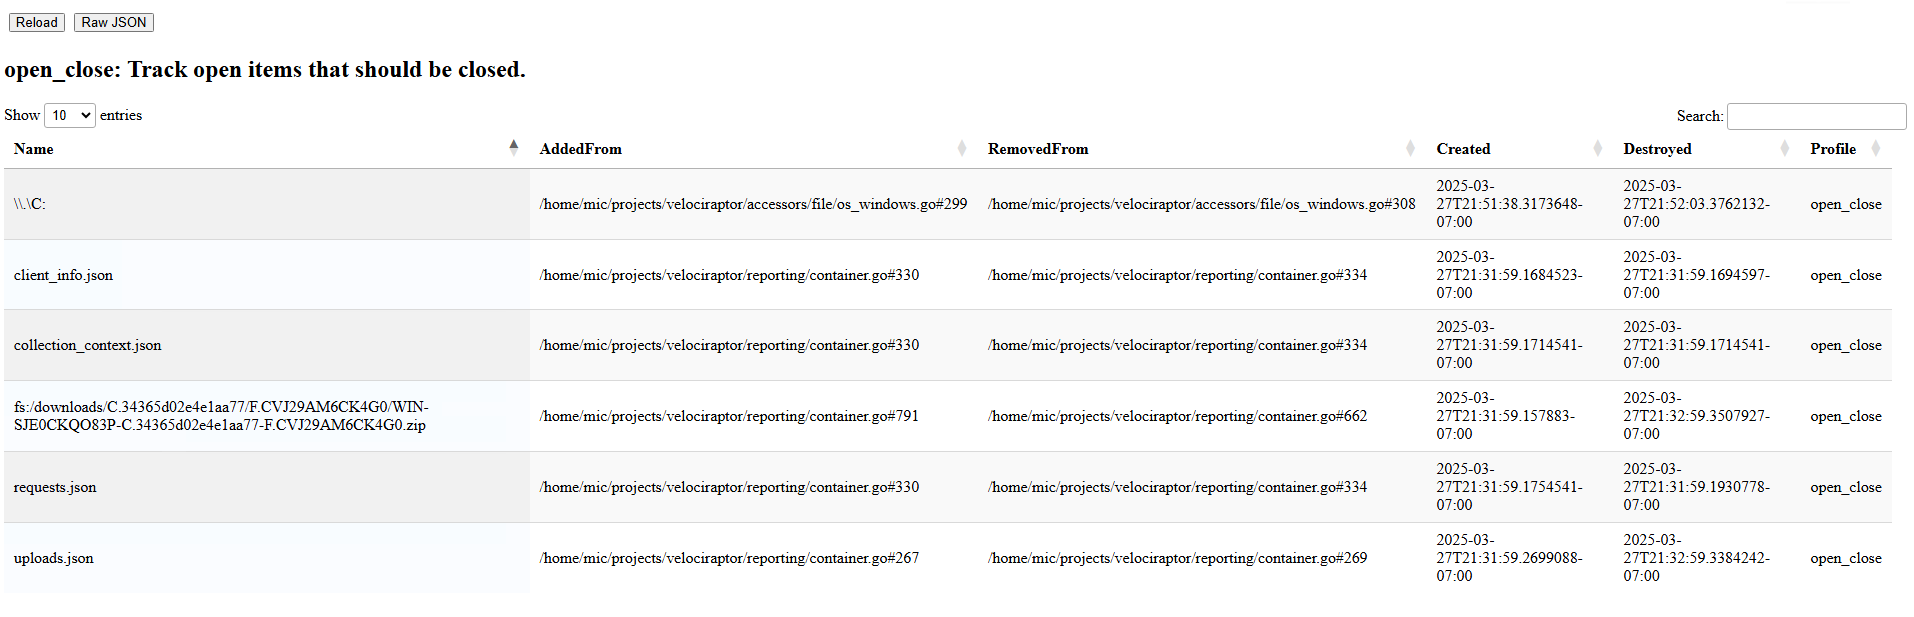 Reload Raw JSON
open_close: Track open items that should be closed.
Show 10 entries Search:
Name AddedFrom RemovedFrom Created Destroyed Profile
\\.\C: /home/mic/projects/velociraptor/accessors/file/os_windows.go#299 /home/mic/projects/velociraptor/accessors/file/os_windows.go#308 2025-03-27T21:51:38.3173648-07:00 2025-03-27T21:52:03.3762132-07:00 open_close
client_info.json /home/mic/projects/velociraptor/reporting/container.go#330 /home/mic/projects/velociraptor/reporting/container.go#334 2025-03-27T21:31:59.1684523-07:00 2025-03-27T21:31:59.1694597-07:00 open_close
collection_context.json /home/mic/projects/velociraptor/reporting/container.go#330 /home/mic/projects/velociraptor/reporting/container.go#334 2025-03-27T21:31:59.1714541-07:00 2025-03-27T21:31:59.1714541-07:00 open_close
fs:/downloads/C.34365d02e4e1aa77/F.CVJ29AM6CK4G0/WIN-SJE0CKQO83P-C.34365d02e4e1aa77-F.CVJ29AM6CK4G0.zip /home/mic/projects/velociraptor/reporting/container.go#791 /home/mic/projects/velociraptor/reporting/container.go#662 2025-03-27T21:31:59.157883-07:00 2025-03-27T21:32:59.3507927-07:00 open_close
requests.json /home/mic/projects/velociraptor/reporting/container.go#330 /home/mic/projects/velociraptor/reporting/container.go#334 2025-03-27T21:31:59.1754541-07:00 2025-03-27T21:31:59.1930778-07:00 open_close
uploads.json /home/mic/projects/velociraptor/reporting/container.go#267 /home/mic/projects/velociraptor/reporting/container.go#269 2025-03-27T21:31:59.2699088-07:00 2025-03-27T21:32:59.3384242-07:00 open_close